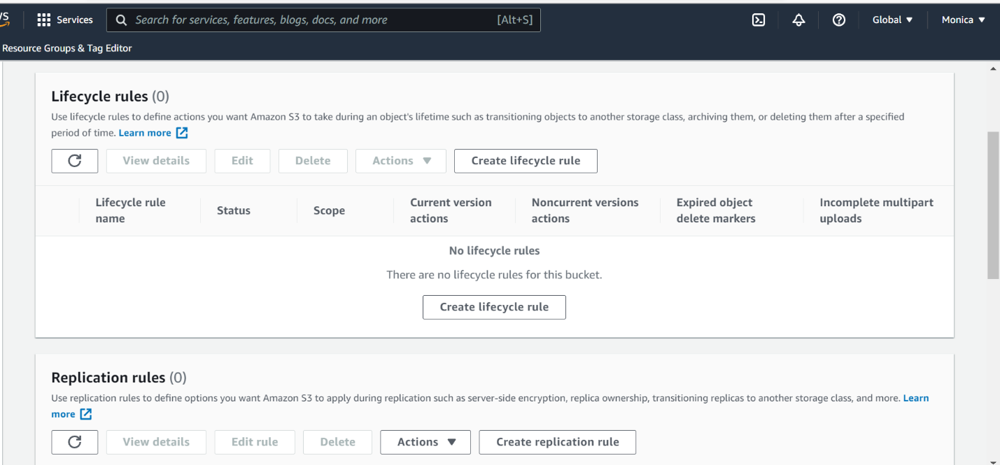 Services
Search for services, features, blogs, docs, and more [Alt+S]
Global ▼
Monica ▼
Resource Groups & Tag Editor
Lifecycle rules (0)
Use lifecycle rules to define actions you want Amazon S3 to take during an object's lifetime such as transitioning objects to another storage class, archiving them, or deleting them after a specified
period of time. Learn more
View details Edit Delete Actions ▼ Create lifecycle rule
Lifecycle rule
name
Status
Scope
Current version
actions
Noncurrent versions
actions
Expired object
delete markers
Incomplete multipart
uploads
No lifecycle rules
There are no lifecycle rules for this bucket.
Create lifecycle rule
Replication rules (0)
Use replication rules to define options you want Amazon S3 to apply during replication such as server-side encryption, replica ownership, transitioning replicas to another storage class, and more. Learn
more
View details Edit rule Delete Actions ▼ Create replication rule